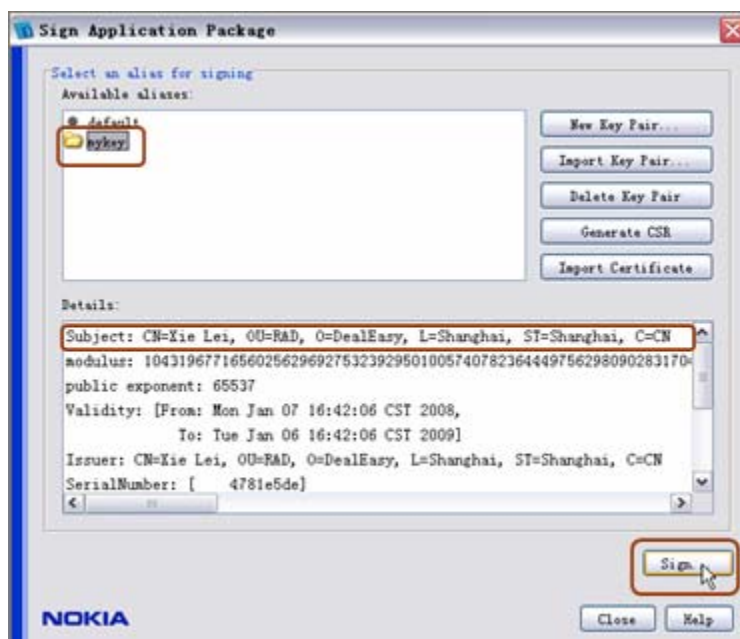 Sign Application Package
Select an alias for signing
Available aliases:
default
mykey
New Key Pair...
Import Key Pair...
Delete Key Pair
Generate CSR
Import Certificate
Details:
Subject: CN=Xie Lei, OU=R&D, O=DealEasy, L=Shanghai, ST=Shanghai, C=CN
modulus:
public exponent: 65537
Validity: [From: Mon Jan 07 16:42:06 CST 2008,
To: Tue Jan 06 16:42:06 CST 2009]
Issuer: CN=Xie Lei, OU=R&D, O=DealEasy, L=Shanghai, ST=Shanghai, C=CN
SerialNumber: [ 4781e5de]
Sign...
NOKIA
Close
Help